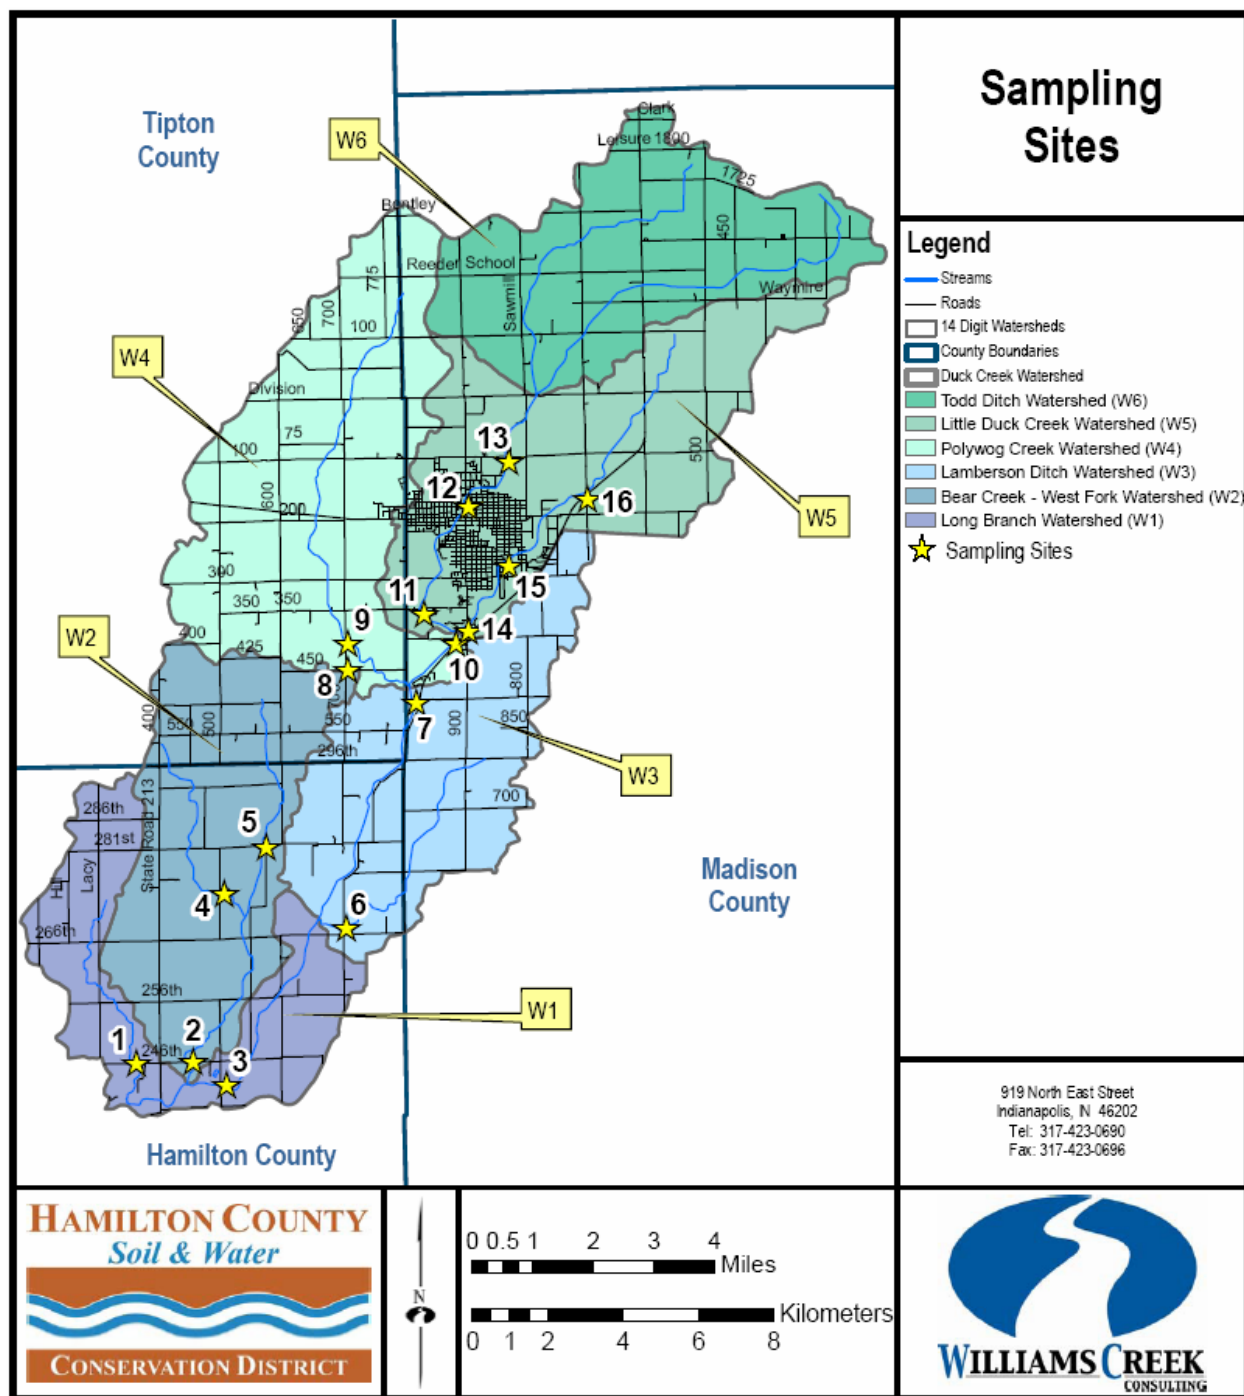 Sampling
Sites
Tipton
County
W6
Clark
Leisure 1800
1725
Bentley
450
Reeder School
775
Sawmill
Waymire
650
700
100
W4
Division
75
100
13
500
600
12
200
16
W5
300
11
15
350
350
9
14
400
W2
425
10
450
8
800
400
550
500
550
7
900
850
296th
W3
State Road 213
286th
700
5
281st
Hill
Lacy
Madison
County
4
6
266th
256th
W1
1
2
246th
3
Hamilton County
Legend
Streams
Roads
14 Digit Watersheds
County Boundaries
Duck Creek Watershed
Todd Ditch Watershed (W6)
Little Duck Creek Watershed (W5)
Polywog Creek Watershed (W4)
Lamberson Ditch Watershed (W3)
Bear Creek - West Fork Watershed (W2)
Long Branch Watershed (W1)
Sampling Sites
919 North East Street
Indianapolis, IN 46202
Tel: 317-423-0690
Fax: 317-423-0696
HAMILTON COUNTY
Soil & Water
CONSERVATION DISTRICT
N
0 0.5 1 2 3 4
Miles
Kilometers
0 1 2 4 6 8
WILLIAMS CREEK
CONSULTING